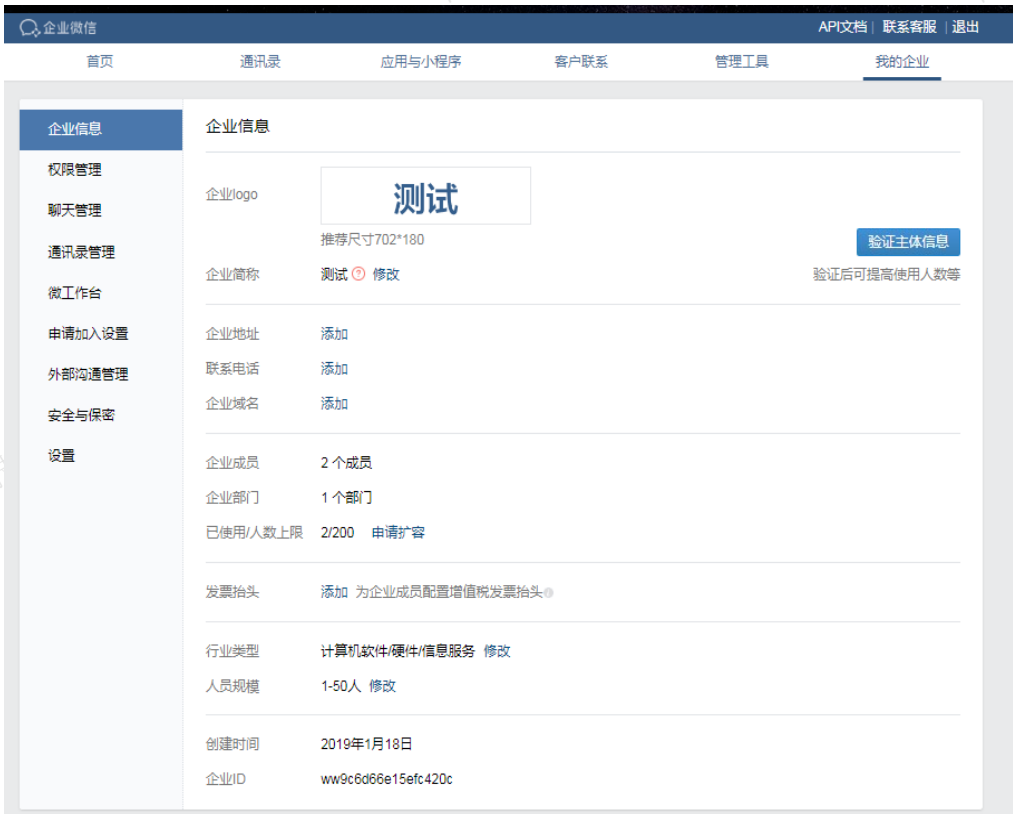 企业微信
API文档 | 联系客服 | 退出
首页 通讯录 应用与小程序 客户联系 管理工具 我的企业
企业信息
权限管理
聊天管理
通讯录管理
微工作台
申请加入设置
外部沟通管理
安全与保密
设置
企业信息
企业logo
测试
推荐尺寸702*180
验证主体信息
企业简称 测试 ? 修改
验证后可提高使用人数等
企业地址 添加
联系电话 添加
企业域名 添加
企业成员 2 个成员
企业部门 1 个部门
已使用/人数上限 2/200 申请扩容
发票抬头 添加 为企业成员配置增值税发票抬头
行业类型 计算机软件/硬件/信息服务 修改
人员规模 1-50人 修改
创建时间 2019年1月18日
企业ID ww9c6d66e15efc420c